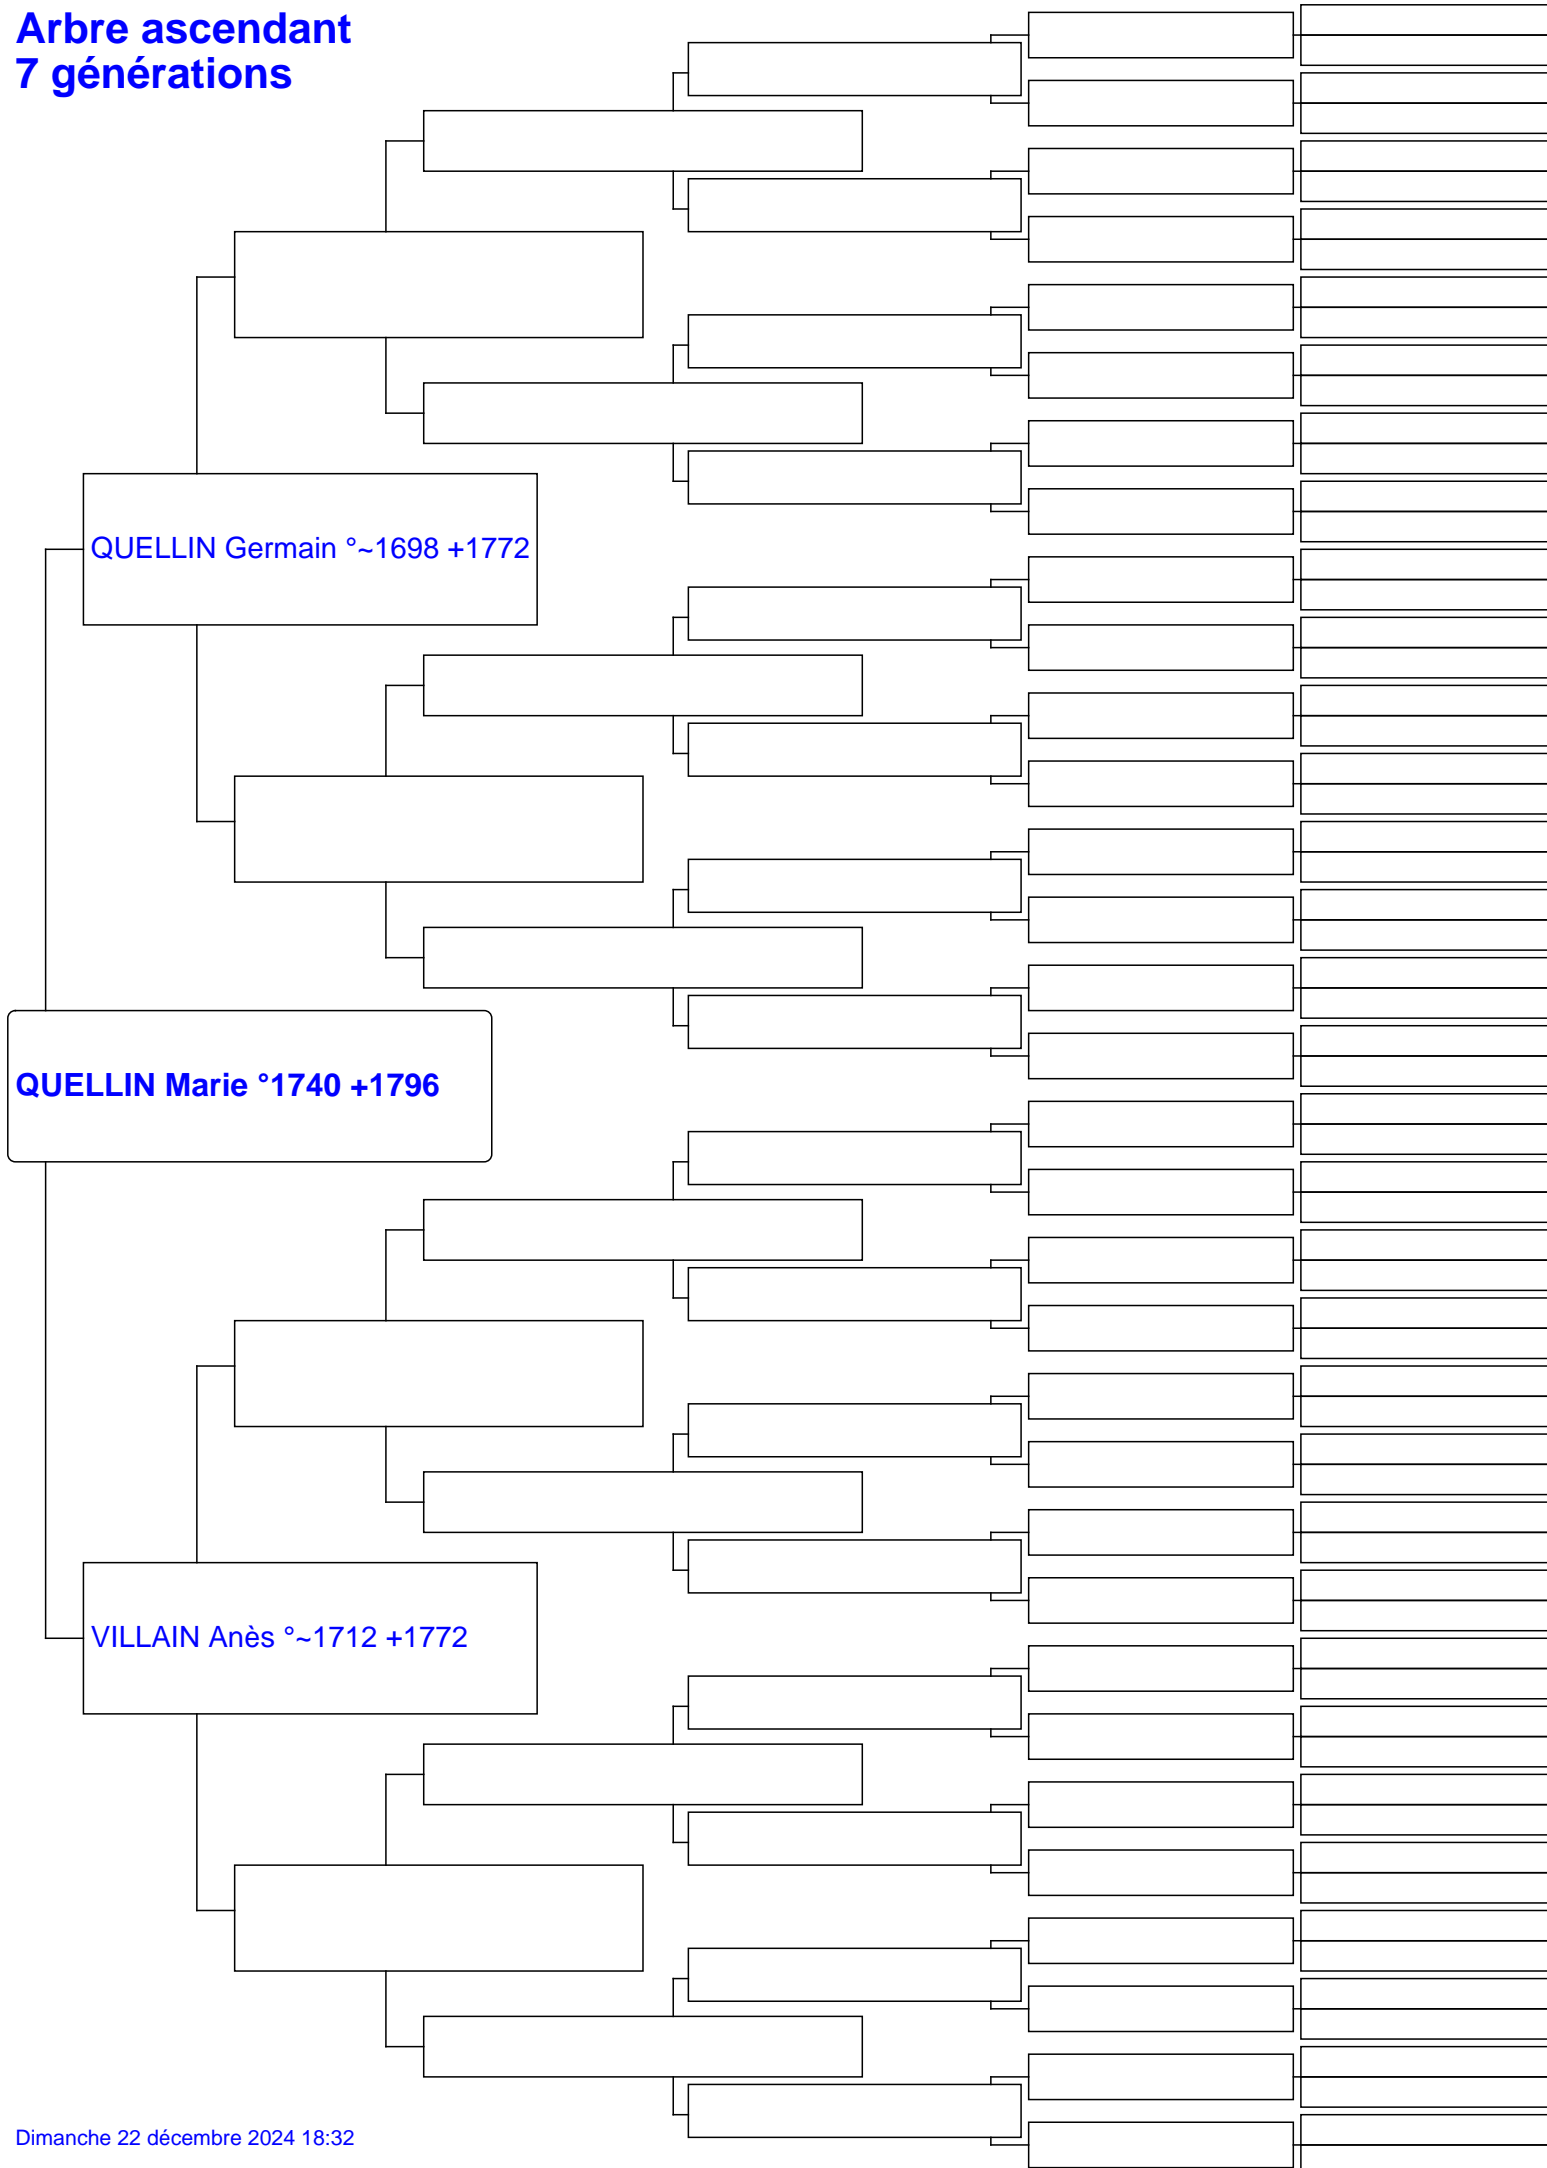 Arbre ascendant
7 générations
QUELLIN Germain °~1698 +1772
QUELLIN Marie °1740 +1796
VILLAIN Anès °~1712 +1772
Dimanche 22 décembre 2024 18:32